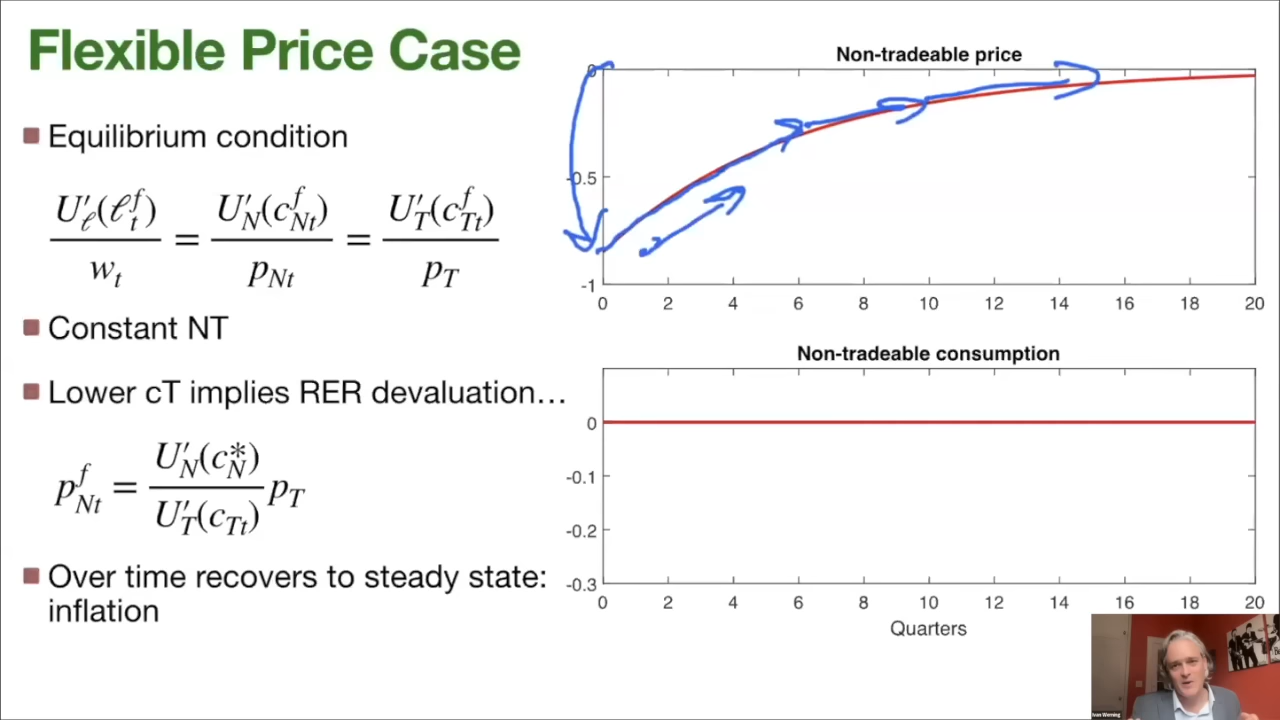 Flexible Price Case
Equilibrium condition
U′ℓ(ℓᶠt) / wt = U′N(cᶠNt) / pNt = U′T(cᶠTt) / pT
Constant NT
Lower cT implies RER devaluation…
pᶠNt = U′N(c*N) / U′T(cTt) pT
Over time recovers to steady state:
inflation
Non-tradeable price
0
-0.5
-1
0 2 4 6 8 10 12 14 16 18 20
Non-tradeable consumption
0
-0.1
-0.2
-0.3
0 2 4 6 8 10 12 14 16 18 20
Quarters
Ivan Werning